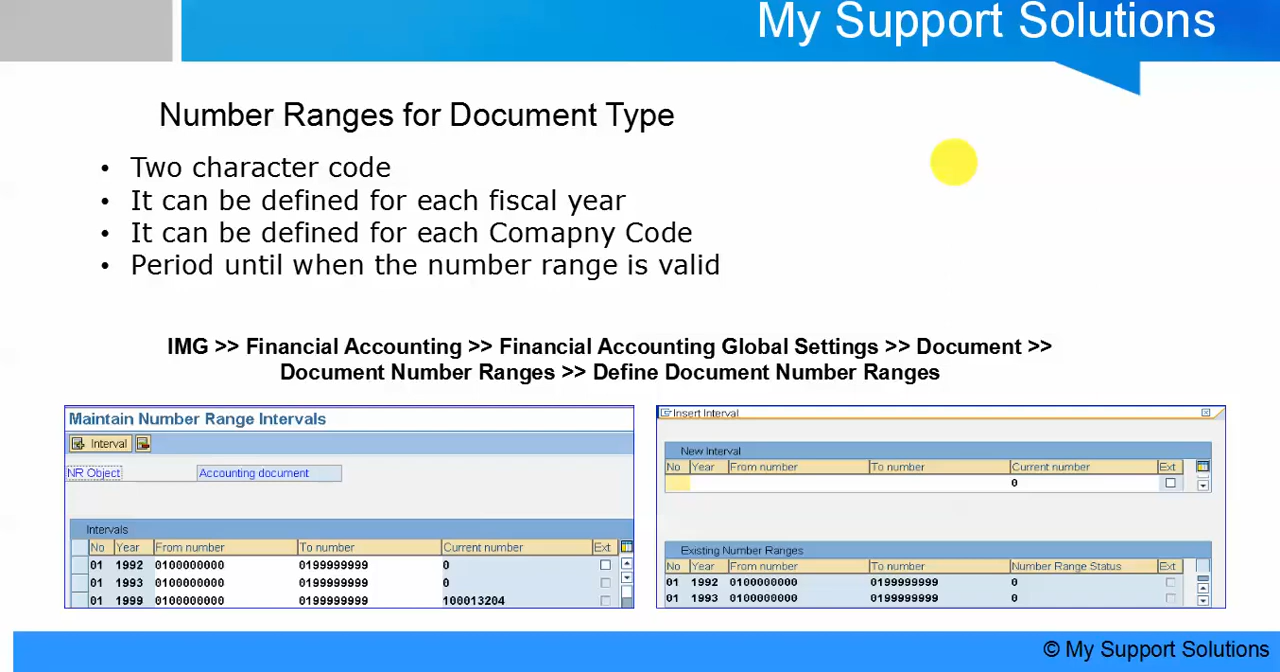 My Support Solutions
Number Ranges for Document Type
• Two character code
• It can be defined for each fiscal year
• It can be defined for each Comapny Code
• Period until when the number range is valid
IMG >> Financial Accounting >> Financial Accounting Global Settings >> Document >>
Document Number Ranges >> Define Document Number Ranges
Maintain Number Range Intervals
Interval
NR Object Accounting document
Intervals
No Year From number To number Current number Ext
01 1992 0100000000 0199999999 0
01 1993 0100000000 0199999999 0
01 1999 0100000000 0199999999 100013204
Insert Interval
New Interval
No Year From number To number Current number Ext
0
Existing Number Ranges
No Year From number To number Number Range Status Ext
01 1992 0100000000 0199999999 0
01 1993 0100000000 0199999999 0
© My Support Solutions